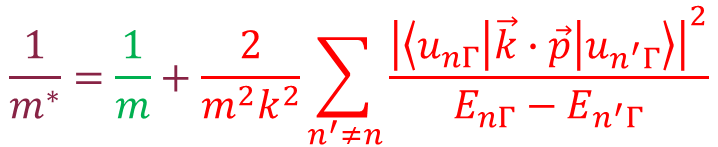 1/m* = 1/m + 2/(m²k²) ∑_{n′≠n} |⟨u_{nΓ}|k⃗ · p⃗|u_{n′Γ}⟩|² / (E_{nΓ} − E_{n′Γ})